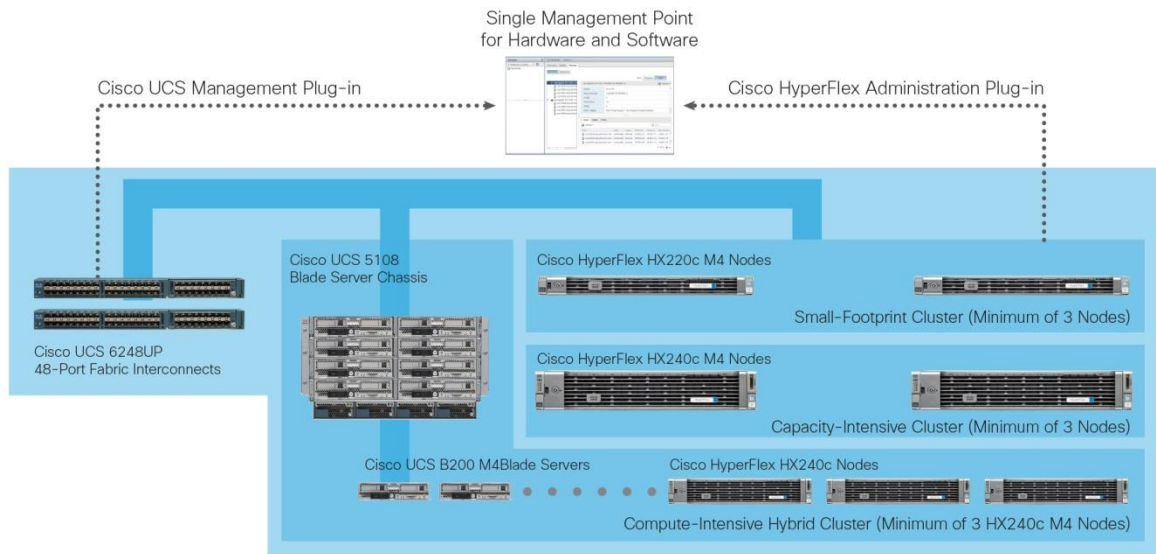 Single Management Point
for Hardware and Software
Cisco UCS Management Plug-in
Cisco HyperFlex Administration Plug-in
Cisco UCS 5108
Blade Server Chassis
Cisco HyperFlex HX220c M4 Nodes
Small-Footprint Cluster (Minimum of 3 Nodes)
Cisco UCS 6248UP
48-Port Fabric Interconnects
Cisco HyperFlex HX240c M4 Nodes
Capacity-Intensive Cluster (Minimum of 3 Nodes)
Cisco UCS B200 M4Blade Servers
Cisco HyperFlex HX240c Nodes
Compute-Intensive Hybrid Cluster (Minimum of 3 HX240c M4 Nodes)